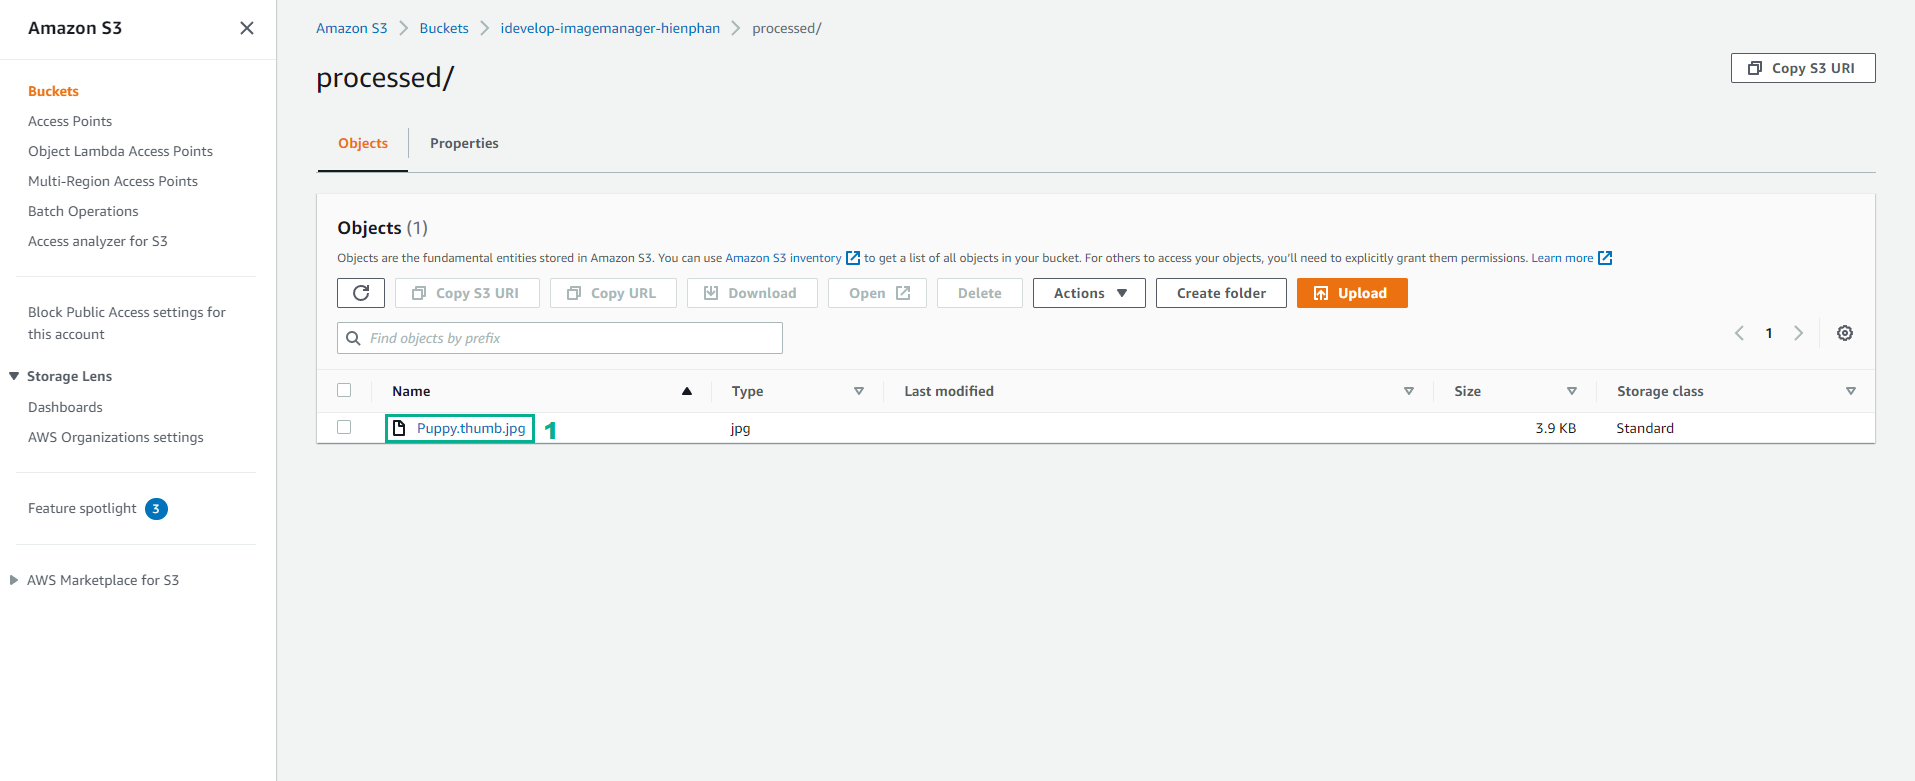 Amazon S3
Buckets
Access Points
Object Lambda Access Points
Multi-Region Access Points
Batch Operations
Access analyzer for S3
Block Public Access settings for
this account
Storage Lens
Dashboards
AWS Organizations settings
Feature spotlight 3
AWS Marketplace for S3
Amazon S3 Buckets idevelop-imagemanager-hienphan processed/
processed/
Copy S3 URI
Objects Properties
Objects (1)
Objects are the fundamental entities stored in Amazon S3. You can use Amazon S3 inventory to get a list of all objects in your bucket. For others to access your objects, you'll need to explicitly grant them permissions. Learn more
Copy S3 URI Copy URL Download Open Delete Actions Create folder Upload
Find objects by prefix
1
Name Type Last modified Size Storage class
Puppy.thumb.jpg 1 jpg 3.9 KB Standard